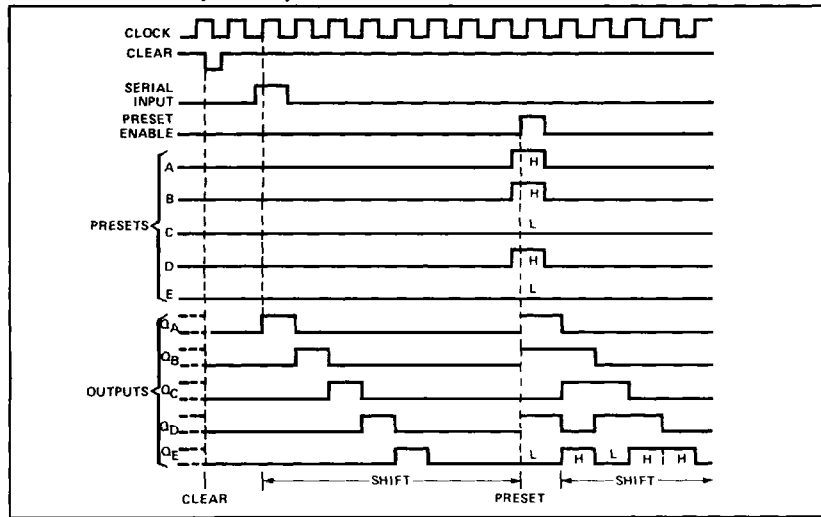 CLOCK
CLEAR
SERIAL
INPUT
PRESET
ENABLE
A H
B H
PRESETS
C L
D H
E L
QA
QB
OUTPUTS QC
QD
QE L H L H H
SHIFT SHIFT
CLEAR PRESET